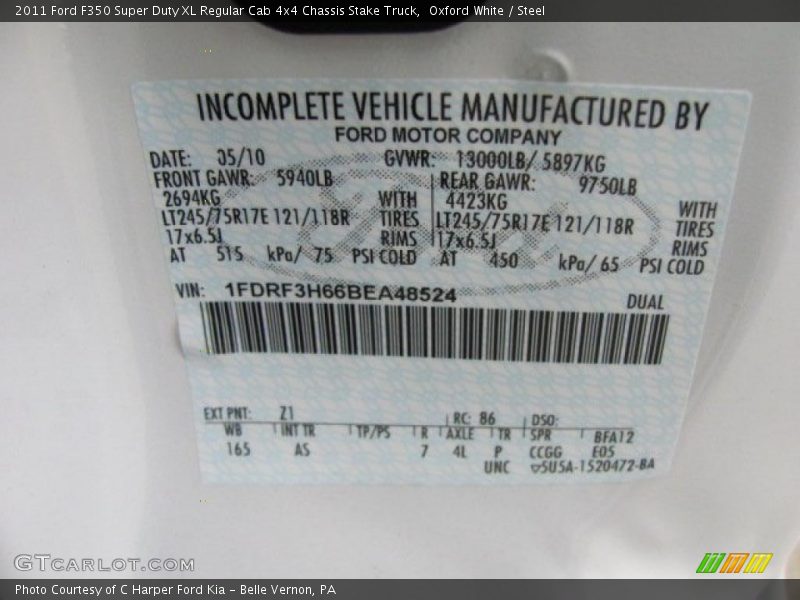 2011 Ford F350 Super Duty XL Regular Cab 4x4 Chassis Stake Truck,  Oxford White / Steel
INCOMPLETE VEHICLE MANUFACTURED BY
FORD MOTOR COMPANY
DATE: 05/10 GVWR: 13000LB/ 5897KG
FRONT GAWR: 5940LB REAR GAWR: 9750LB
2694KG WITH 4423KG WITH
LT245/75R17E 121/118R TIRES LT245/75R17E 121/118R TIRES
17x6.5J RIMS 17x6.5J RIMS
AT 515 kPa/ 75 PSI COLD AT 450 kPa/ 65 PSI COLD
VIN: 1FDRF3H66BEA48524 DUAL
EXT PNT: Z1 RC: 86 DSO:
WB INT TR TP/PS R AXLE TR SPR BFA12
165 AS 7 4L P CCGG E05
UNC ▽5U5A-1520472-BA
GTCARLOT.COM
Photo Courtesy of C Harper Ford Kia – Belle Vernon, PA